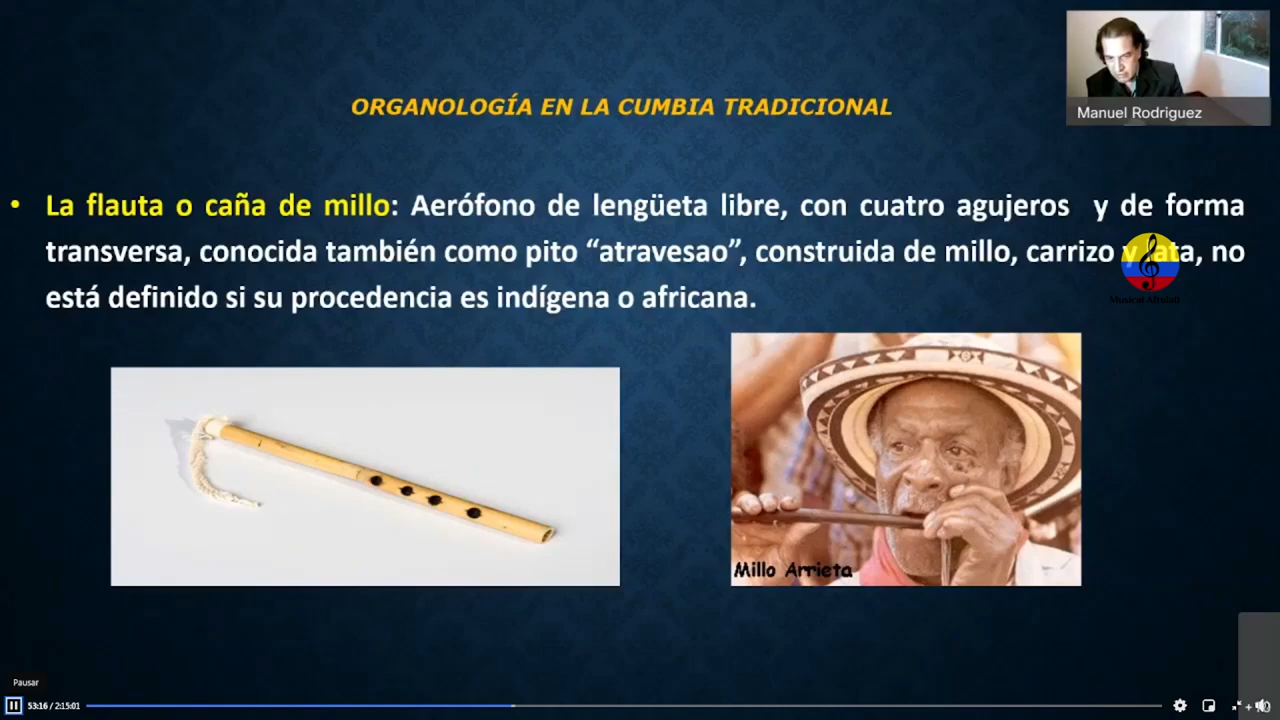 Manuel Rodriguez
ORGANOLOGÍA EN LA CUMBIA TRADICIONAL
• La flauta o caña de millo: Aerófono de lengüeta libre, con cuatro agujeros y de forma
transversa, conocida también como pito “atravesao”, construida de millo, carrizo y lata, no
está definido si su procedencia es indígena o africana.
Musical Afrolati
Millo Arrieta
Pausar
53:16 / 2:15:01